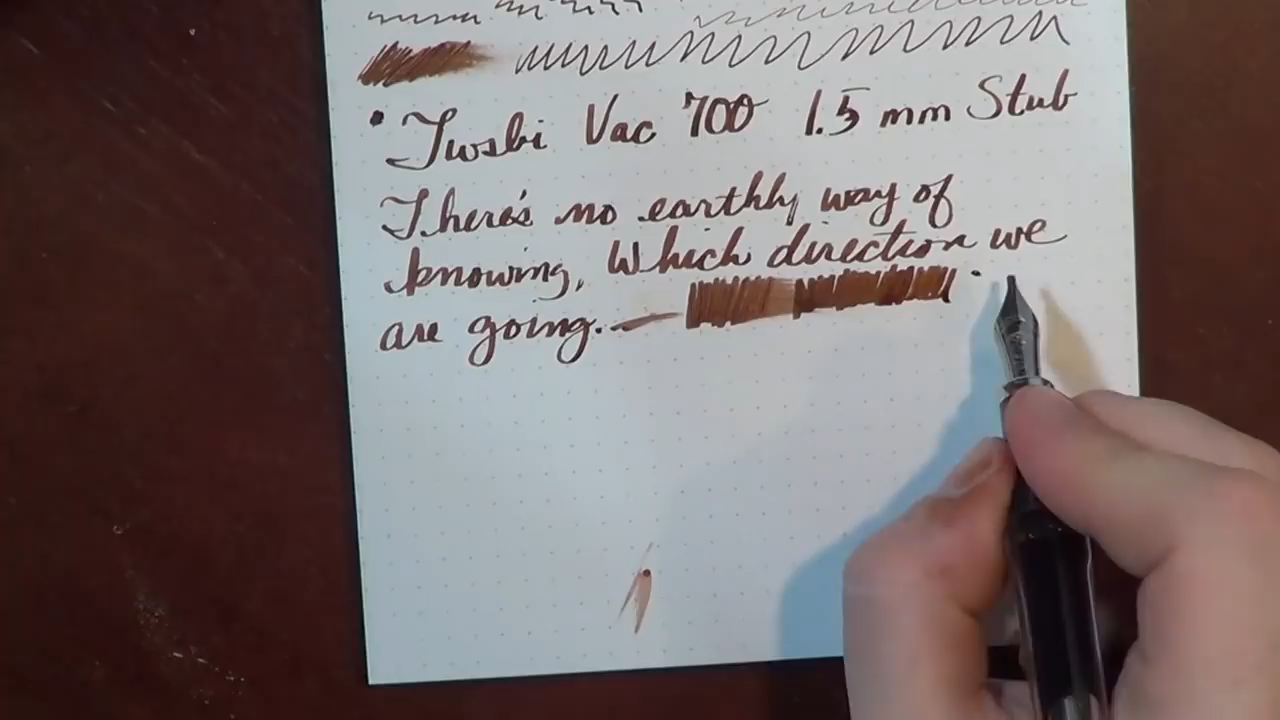 • Twsbi Vac 700 1.5 mm Stub
There's no earthly way of
knowing, Which direction we
are going.